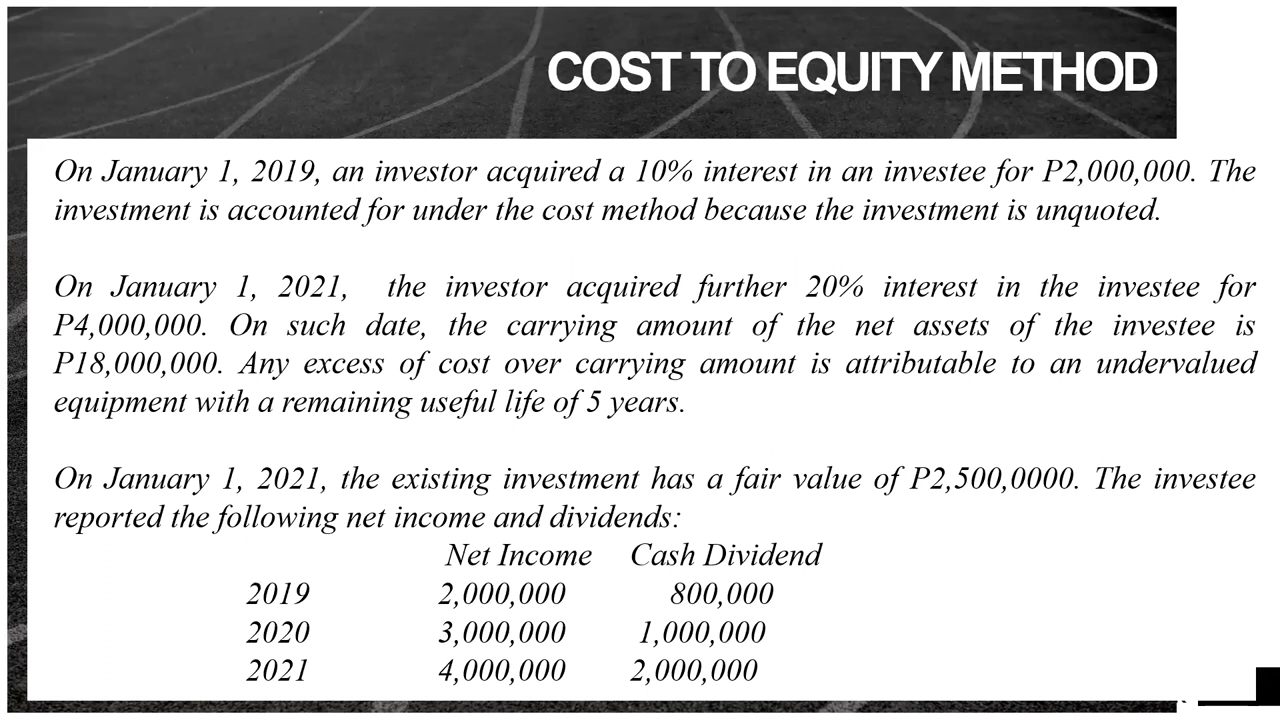 COST TO EQUITY METHOD
On January 1, 2019, an investor acquired a 10% interest in an investee for P2,000,000. The
investment is accounted for under the cost method because the investment is unquoted.
On January 1, 2021, the investor acquired further 20% interest in the investee for
P4,000,000. On such date, the carrying amount of the net assets of the investee is
P18,000,000. Any excess of cost over carrying amount is attributable to an undervalued
equipment with a remaining useful life of 5 years.
On January 1, 2021, the existing investment has a fair value of P2,500,0000. The investee
reported the following net income and dividends:
Net Income Cash Dividend
2019 2,000,000 800,000
2020 3,000,000 1,000,000
2021 4,000,000 2,000,000